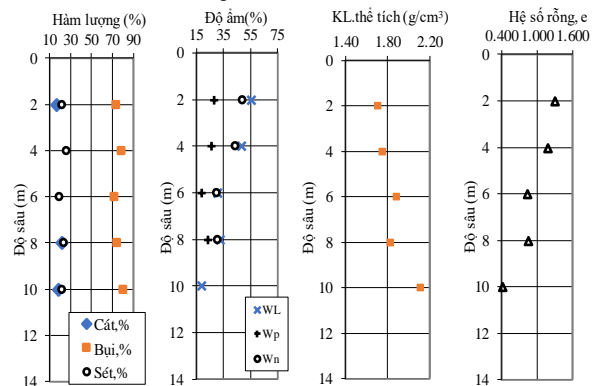 Hàm lượng (%)
10 30 50 70 90
0
2
4
6
8
10
12
14
Độ sâu (m)
Cát,%
Bụi,%
Sét,%
Độ ẩm(%)
15 35 55 75
0
2
4
6
8
10
12
14
Độ sâu (m)
WL
Wp
Wn
KL.thể tích (g/cm³)
1.40 1.80 2.20
0
2
4
6
8
10
12
14
Độ sâu (m)
Hệ số rỗng, e
0.400 1.000 1.600
0
2
4
6
8
10
12
14
Độ sâu (m)